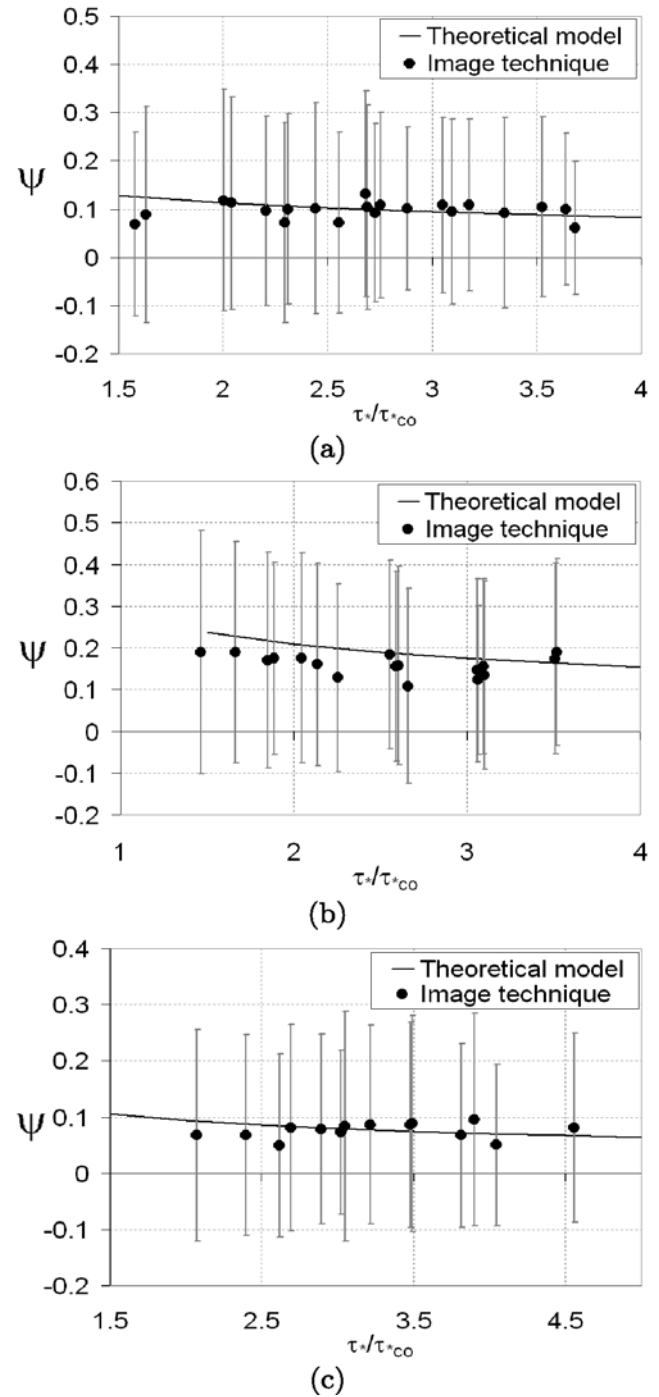 0.5
Theoretical model
Image technique
0.4
0.3
0.2
Ψ
0.1
0
-0.1
-0.2
1.5 2 2.5 3 3.5 4
τ*/τ*co
(a)
0.6
Theoretical model
Image technique
0.5
0.4
0.3
Ψ
0.2
0.1
0
-0.1
-0.2
1 2 3 4
τ*/τ*co
(b)
0.4
Theoretical model
Image technique
0.3
0.2
Ψ
0.1
0
-0.1
-0.2
1.5 2.5 3.5 4.5
τ*/τ*co
(c)